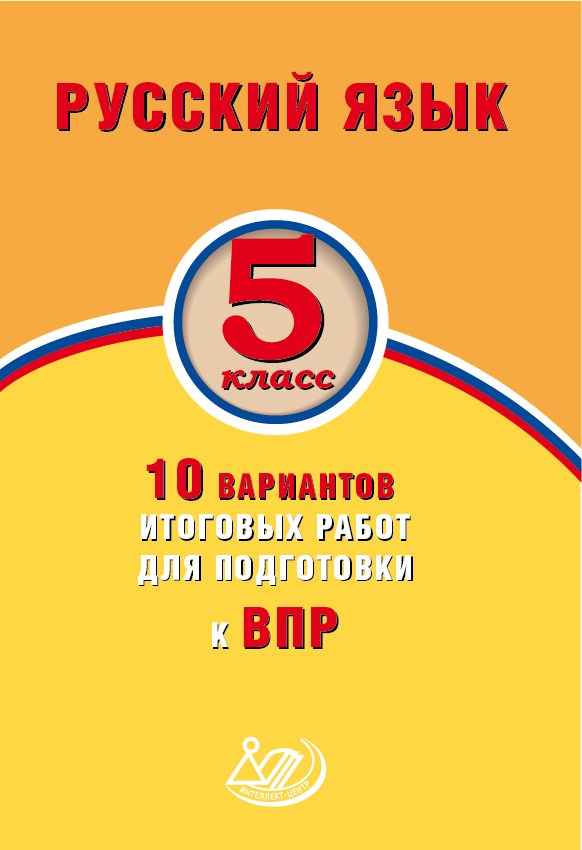 РУССКИЙ ЯЗЫК
5
класс
10 ВАРИАНТОВ
ИТОГОВЫХ РАБОТ
ДЛЯ ПОДГОТОВКИ
К ВПР
ИНТЕЛЛЕКТ-ЦЕНТР